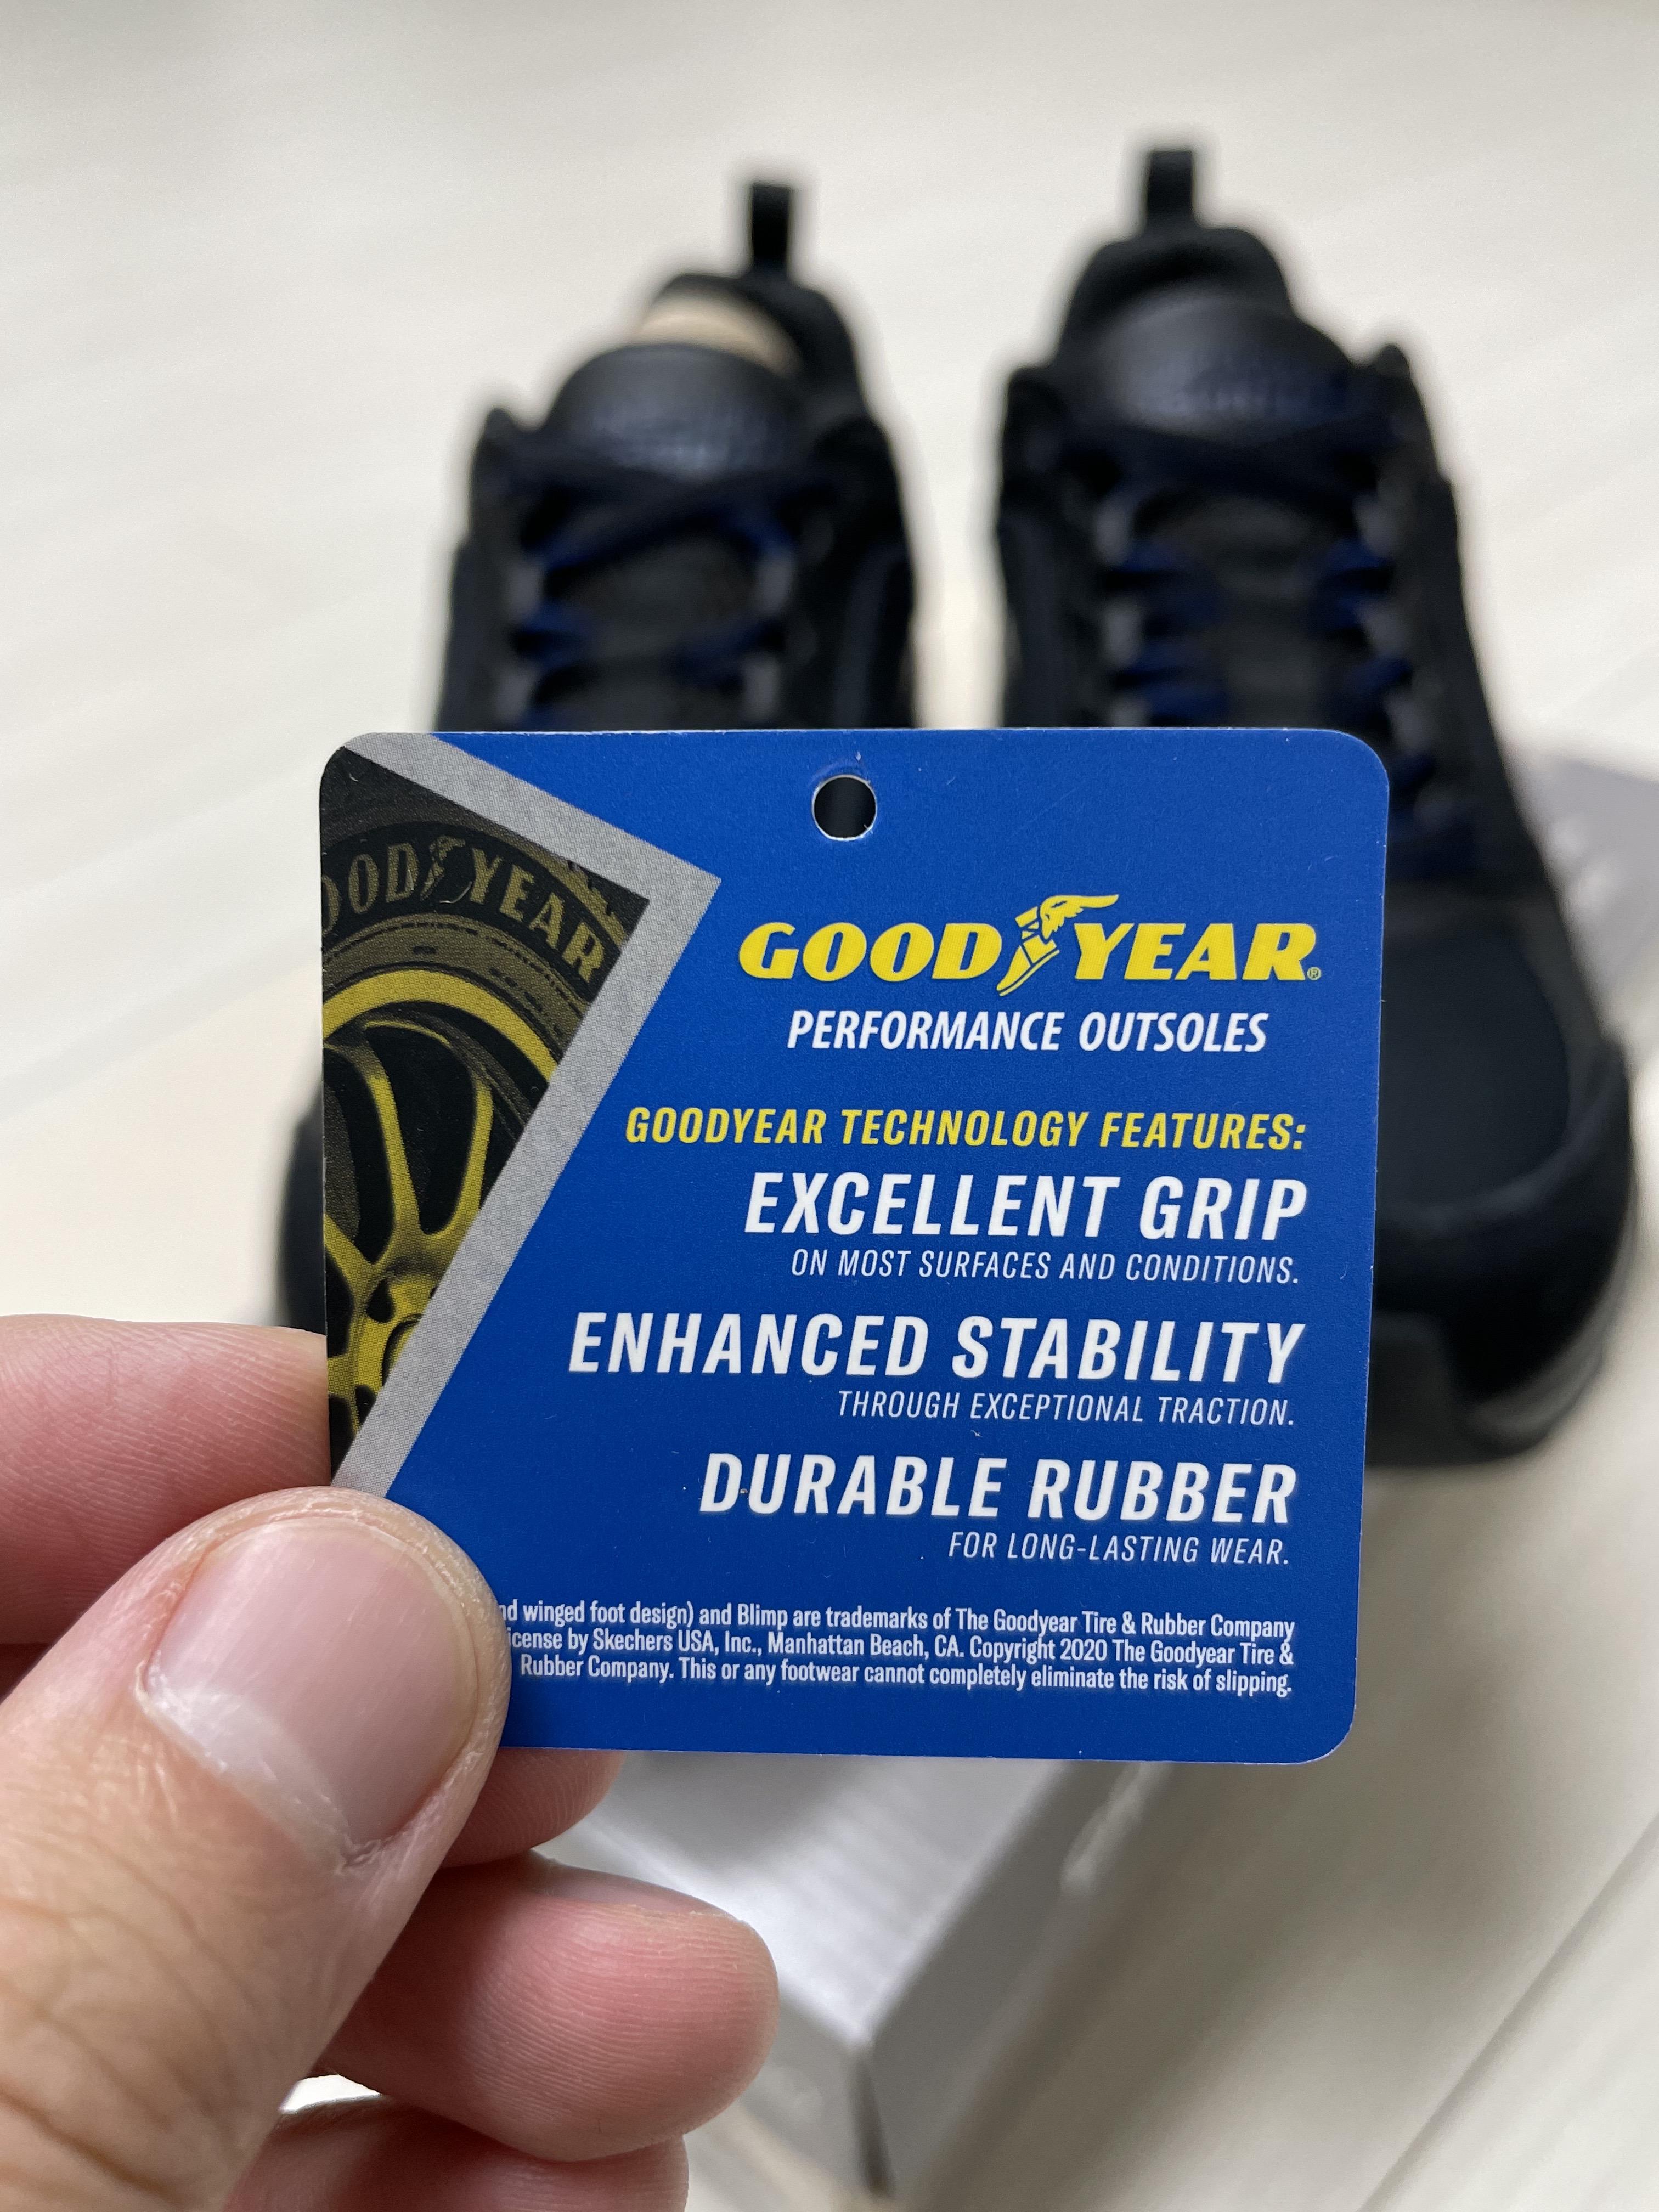 GOODYEAR
GOODYEAR®
PERFORMANCE OUTSOLES
GOODYEAR TECHNOLOGY FEATURES:
EXCELLENT GRIP
ON MOST SURFACES AND CONDITIONS.
ENHANCED STABILITY
THROUGH EXCEPTIONAL TRACTION.
DURABLE RUBBER
FOR LONG-LASTING WEAR.
winged foot design) and Blimp are trademarks of The Goodyear Tire & Rubber Company
by Skechers USA, Inc., Manhattan Beach, CA. Copyright 2020 The Goodyear Tire &
Rubber Company. This or any footwear cannot completely eliminate the risk of slipping.